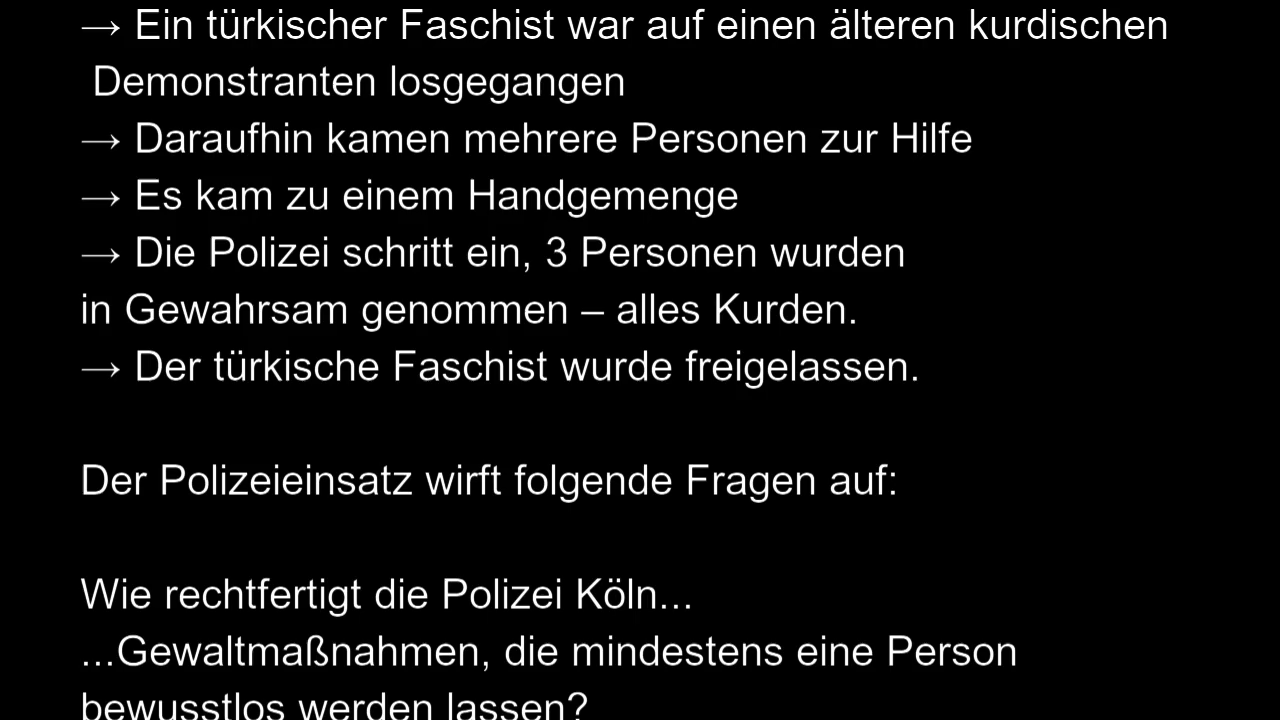 → Ein türkischer Faschist war auf einen älteren kurdischen
Demonstranten losgegangen
→ Daraufhin kamen mehrere Personen zur Hilfe
→ Es kam zu einem Handgemenge
→ Die Polizei schritt ein, 3 Personen wurden
in Gewahrsam genommen – alles Kurden.
→ Der türkische Faschist wurde freigelassen.
Der Polizeieinsatz wirft folgende Fragen auf:
Wie rechtfertigt die Polizei Köln...
...Gewaltmaßnahmen, die mindestens eine Person
bewusstlos werden lassen?